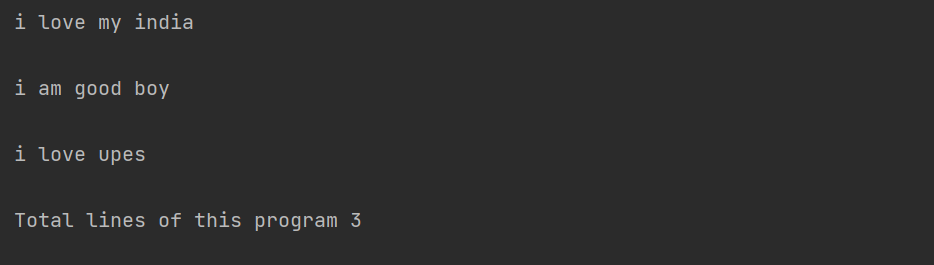 i love my india
i am good boy
i love upes
Total lines of this program 3